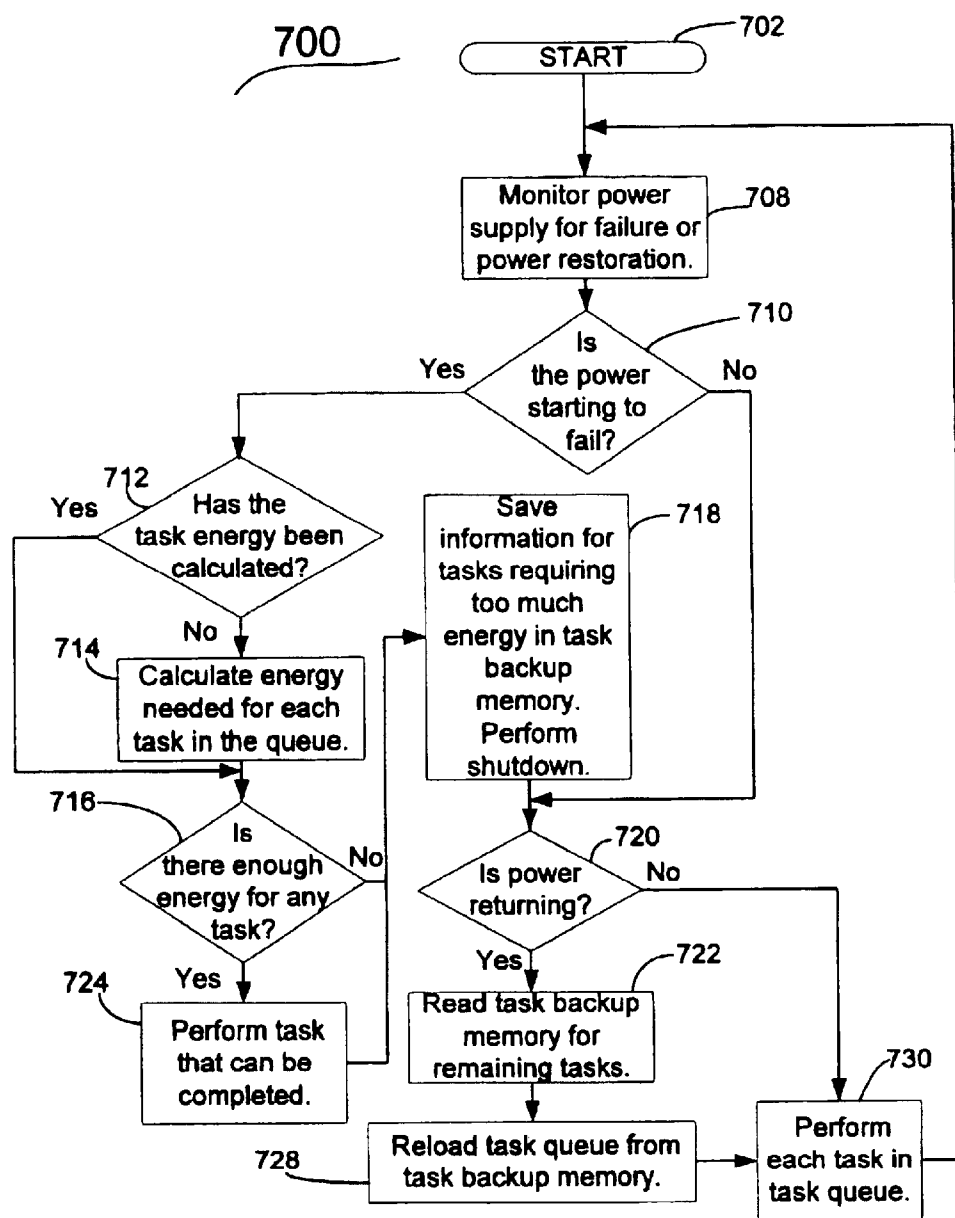 700
702
START
Monitor power
supply for failure or
power restoration.
708
710
Is
the power
starting to
fail?
Yes
No
712
Yes
Has the
task energy been
calculated?
No
714
Calculate energy
needed for each
task in the queue.
716
Is
there enough
energy for any
task?
No
Yes
724
Perform task
that can be
completed.
Save
information for
tasks requiring
too much
energy in task
backup
memory.
Perform
shutdown.
718
720
Is power
returning?
No
Yes
722
Read task backup
memory for
remaining tasks.
728
Reload task queue from
task backup memory.
730
Perform
each task in
task queue.